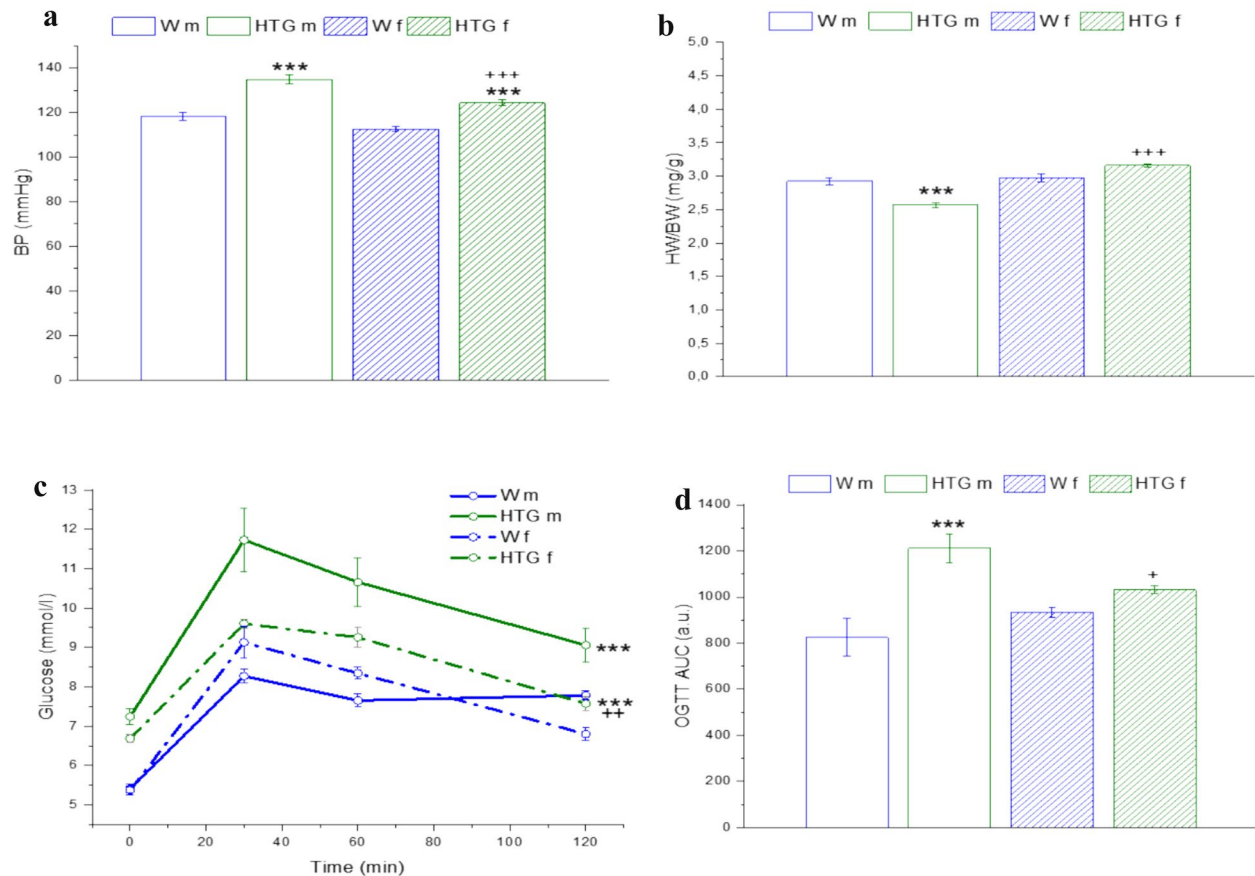 a
W m HTG m W f HTG f
140
120
100
80
60
40
20
0
BP (mmHg)
***
+++
***
b
W m HTG m W f HTG f
5,0
4,5
4,0
3,5
3,0
2,5
2,0
1,5
1,0
0,5
0,0
HW/BW (mg/g)
***
+++
c
13
12
11
10
9
8
7
6
5
Glucose (mmol/l)
W m
HTG m
W f
HTG f
***
***
++
0 20 40 60 80 100 120
Time (min)
d
W m HTG m W f HTG f
1400
1200
1000
800
600
400
200
0
OGTT AUC (a.u.)
***
+